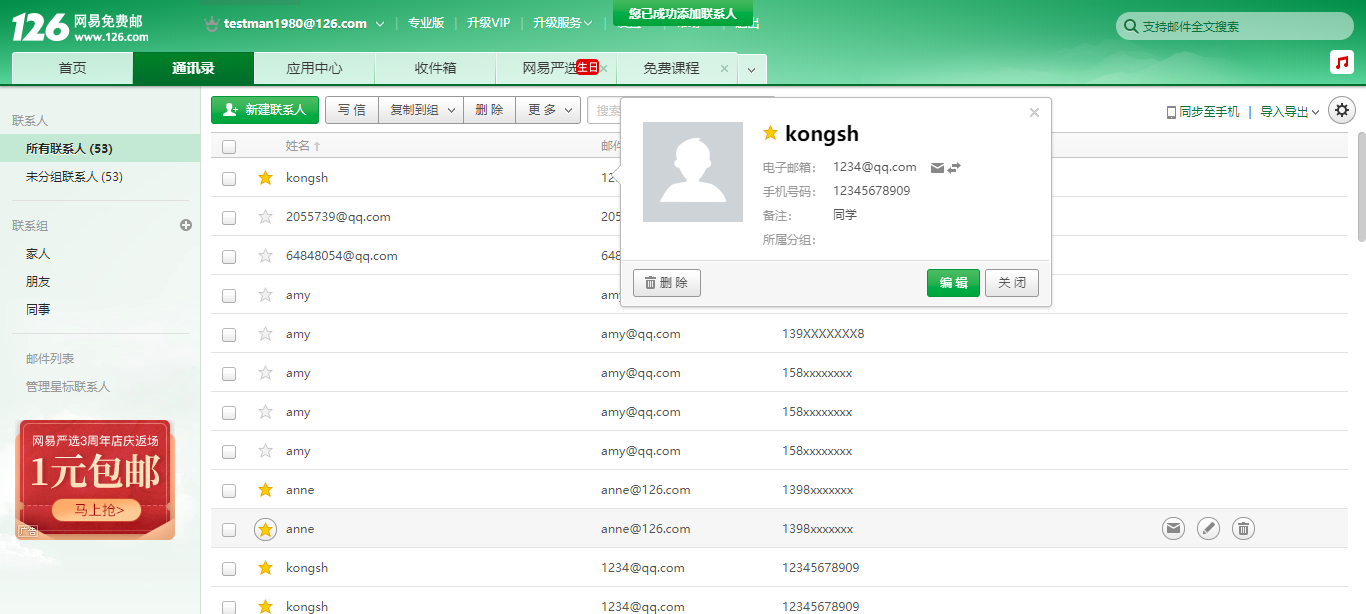 126 网易免费邮
www.126.com
testman1980@126.com
专业版
升级VIP
升级服务
您已成功添加联系人
支持邮件全文搜索
首页
通讯录
应用中心
收件箱
网易严选
生日
免费课程
联系人
所有联系人 (53)
未分组联系人 (53)
联系组
家人
朋友
同事
邮件列表
管理星标联系人
网易严选3周年店庆返场
1元包邮
马上抢>
广告
新建联系人
写 信
复制到组
删 除
更 多
搜索
同步至手机 | 导入导出
姓名↑
邮件
kongsh
12
2055739@qq.com
205
64848054@qq.com
648
amy
amy
kongsh
电子邮箱: 1234@qq.com
手机号码: 12345678909
备注: 同学
所属分组:
删 除
编 辑
关 闭
amy amy@qq.com 139XXXXXXX8
amy amy@qq.com 158xxxxxxxx
amy amy@qq.com 158xxxxxxxx
amy amy@qq.com 158xxxxxxxx
anne anne@126.com 1398xxxxxxx
anne anne@126.com 1398xxxxxxx
kongsh 1234@qq.com 12345678909
kongsh 1234@qq.com 12345678909